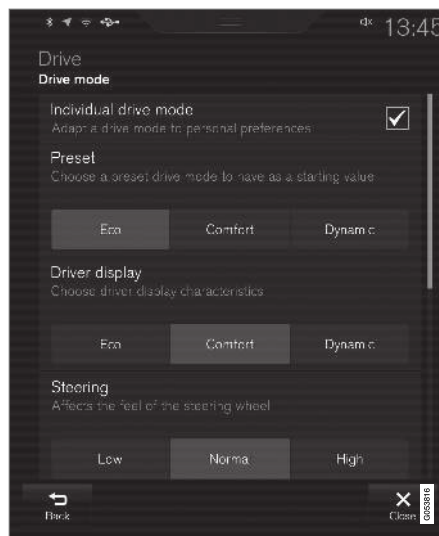 13:45
Drive
Drive mode
Individual drive mode
Adapt a drive mode to personal preferences
Preset
Choose a preset drive mode to have as a starting value
Eco Comfort Dynamic
Driver display
Choose driver display characteristics
Eco Comfort Dynamic
Steering
Affects the feel of the steering wheel
Low Normal High
Back Close
G053816